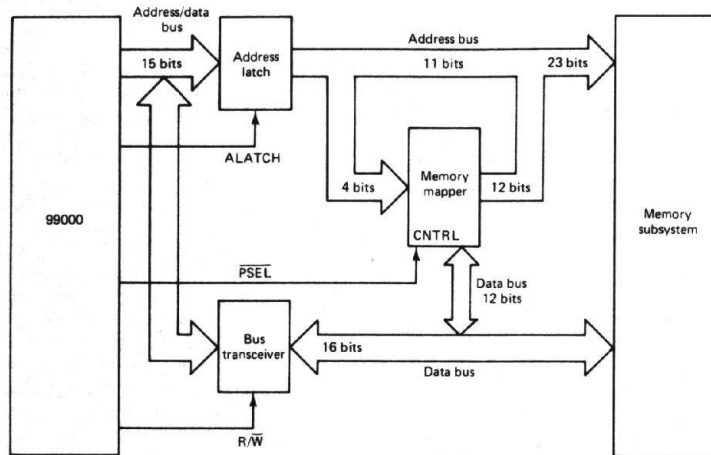 Address/data
bus
15 bits
Address
latch
Address bus
11 bits
23 bits
ALATCH
4 bits
Memory
mapper
12 bits
CNTRL
99000
Memory
subsystem
PSEL
Data bus
12 bits
Bus
transceiver
16 bits
Data bus
R/W